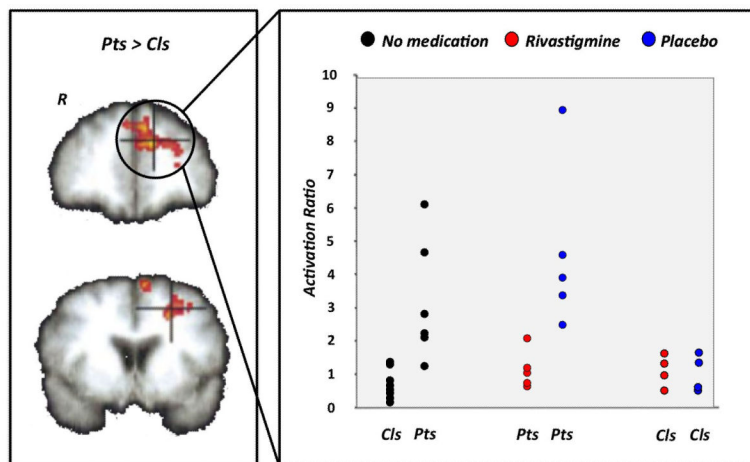 Pts > Cls
R
No medication Rivastigmine Placebo
Activation Ratio
10
9
8
7
6
5
4
3
2
1
0
Cls Pts Pts Pts Cls Cls